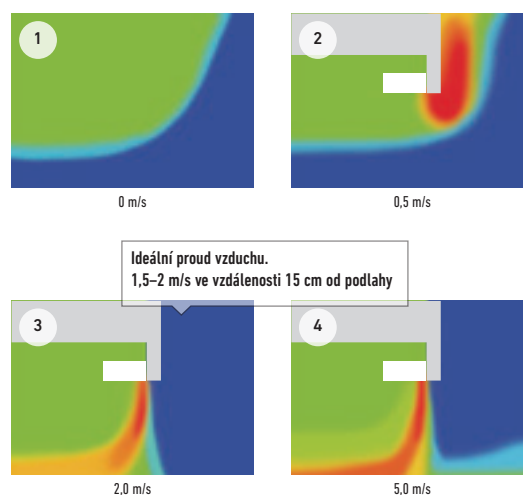 1
2
0 m/s
0,5 m/s
Ideální proud vzduchu.
1,5–2 m/s ve vzdálenosti 15 cm od podlahy
3
4
2,0 m/s
5,0 m/s